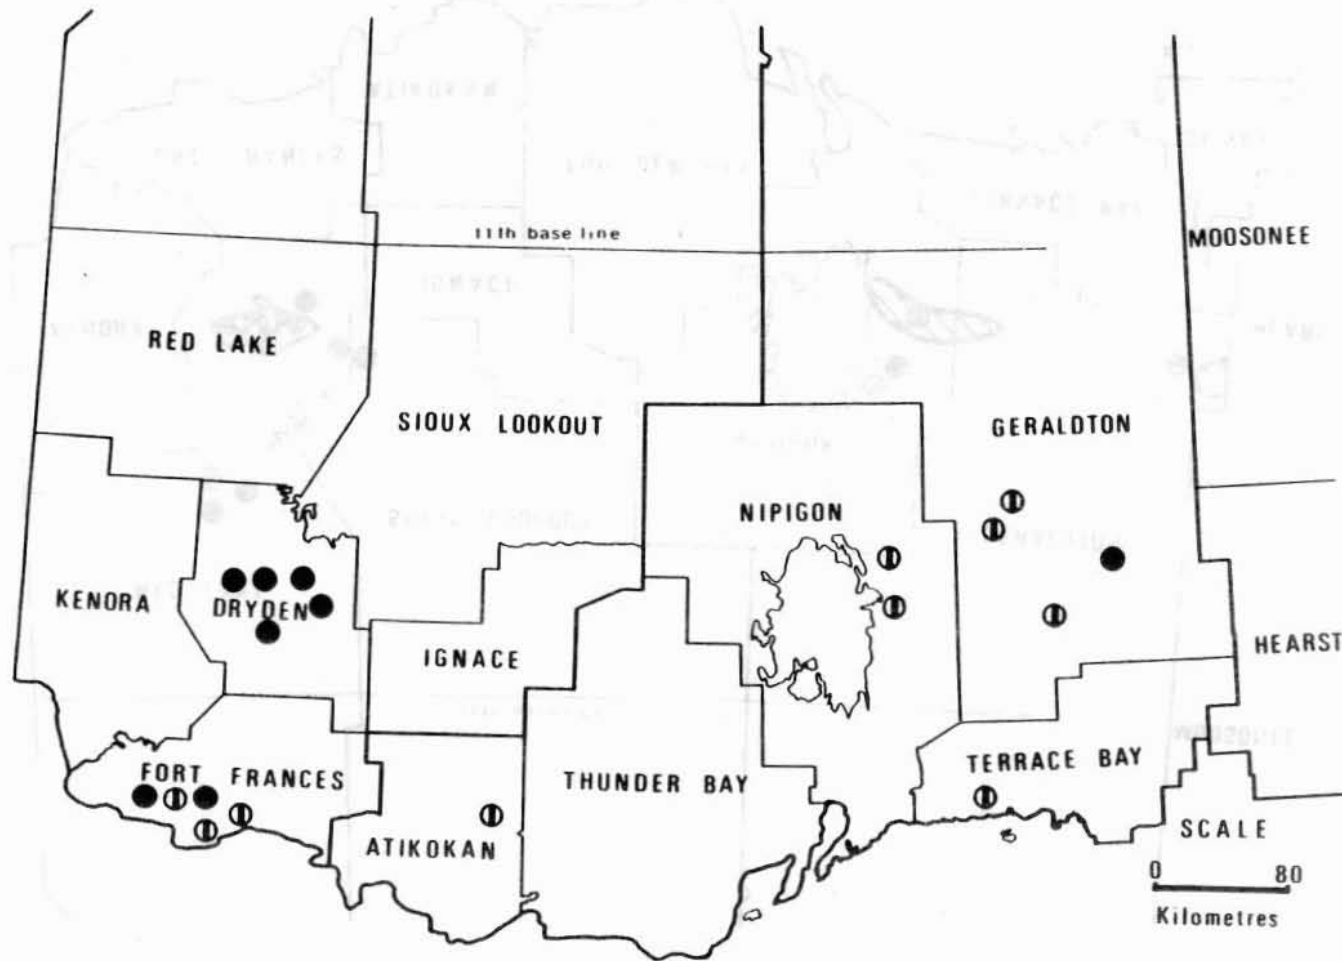 11th base line
MOOSONEE
RED LAKE
SIOUX LOOKOUT
GERALDTON
NIPIGON
KENORA
DRYDEN
IGNACE
HEARST
FORT FRANCES
THUNDER BAY
TERRACE BAY
ATIKOKAN
SCALE
0 80
Kilometres